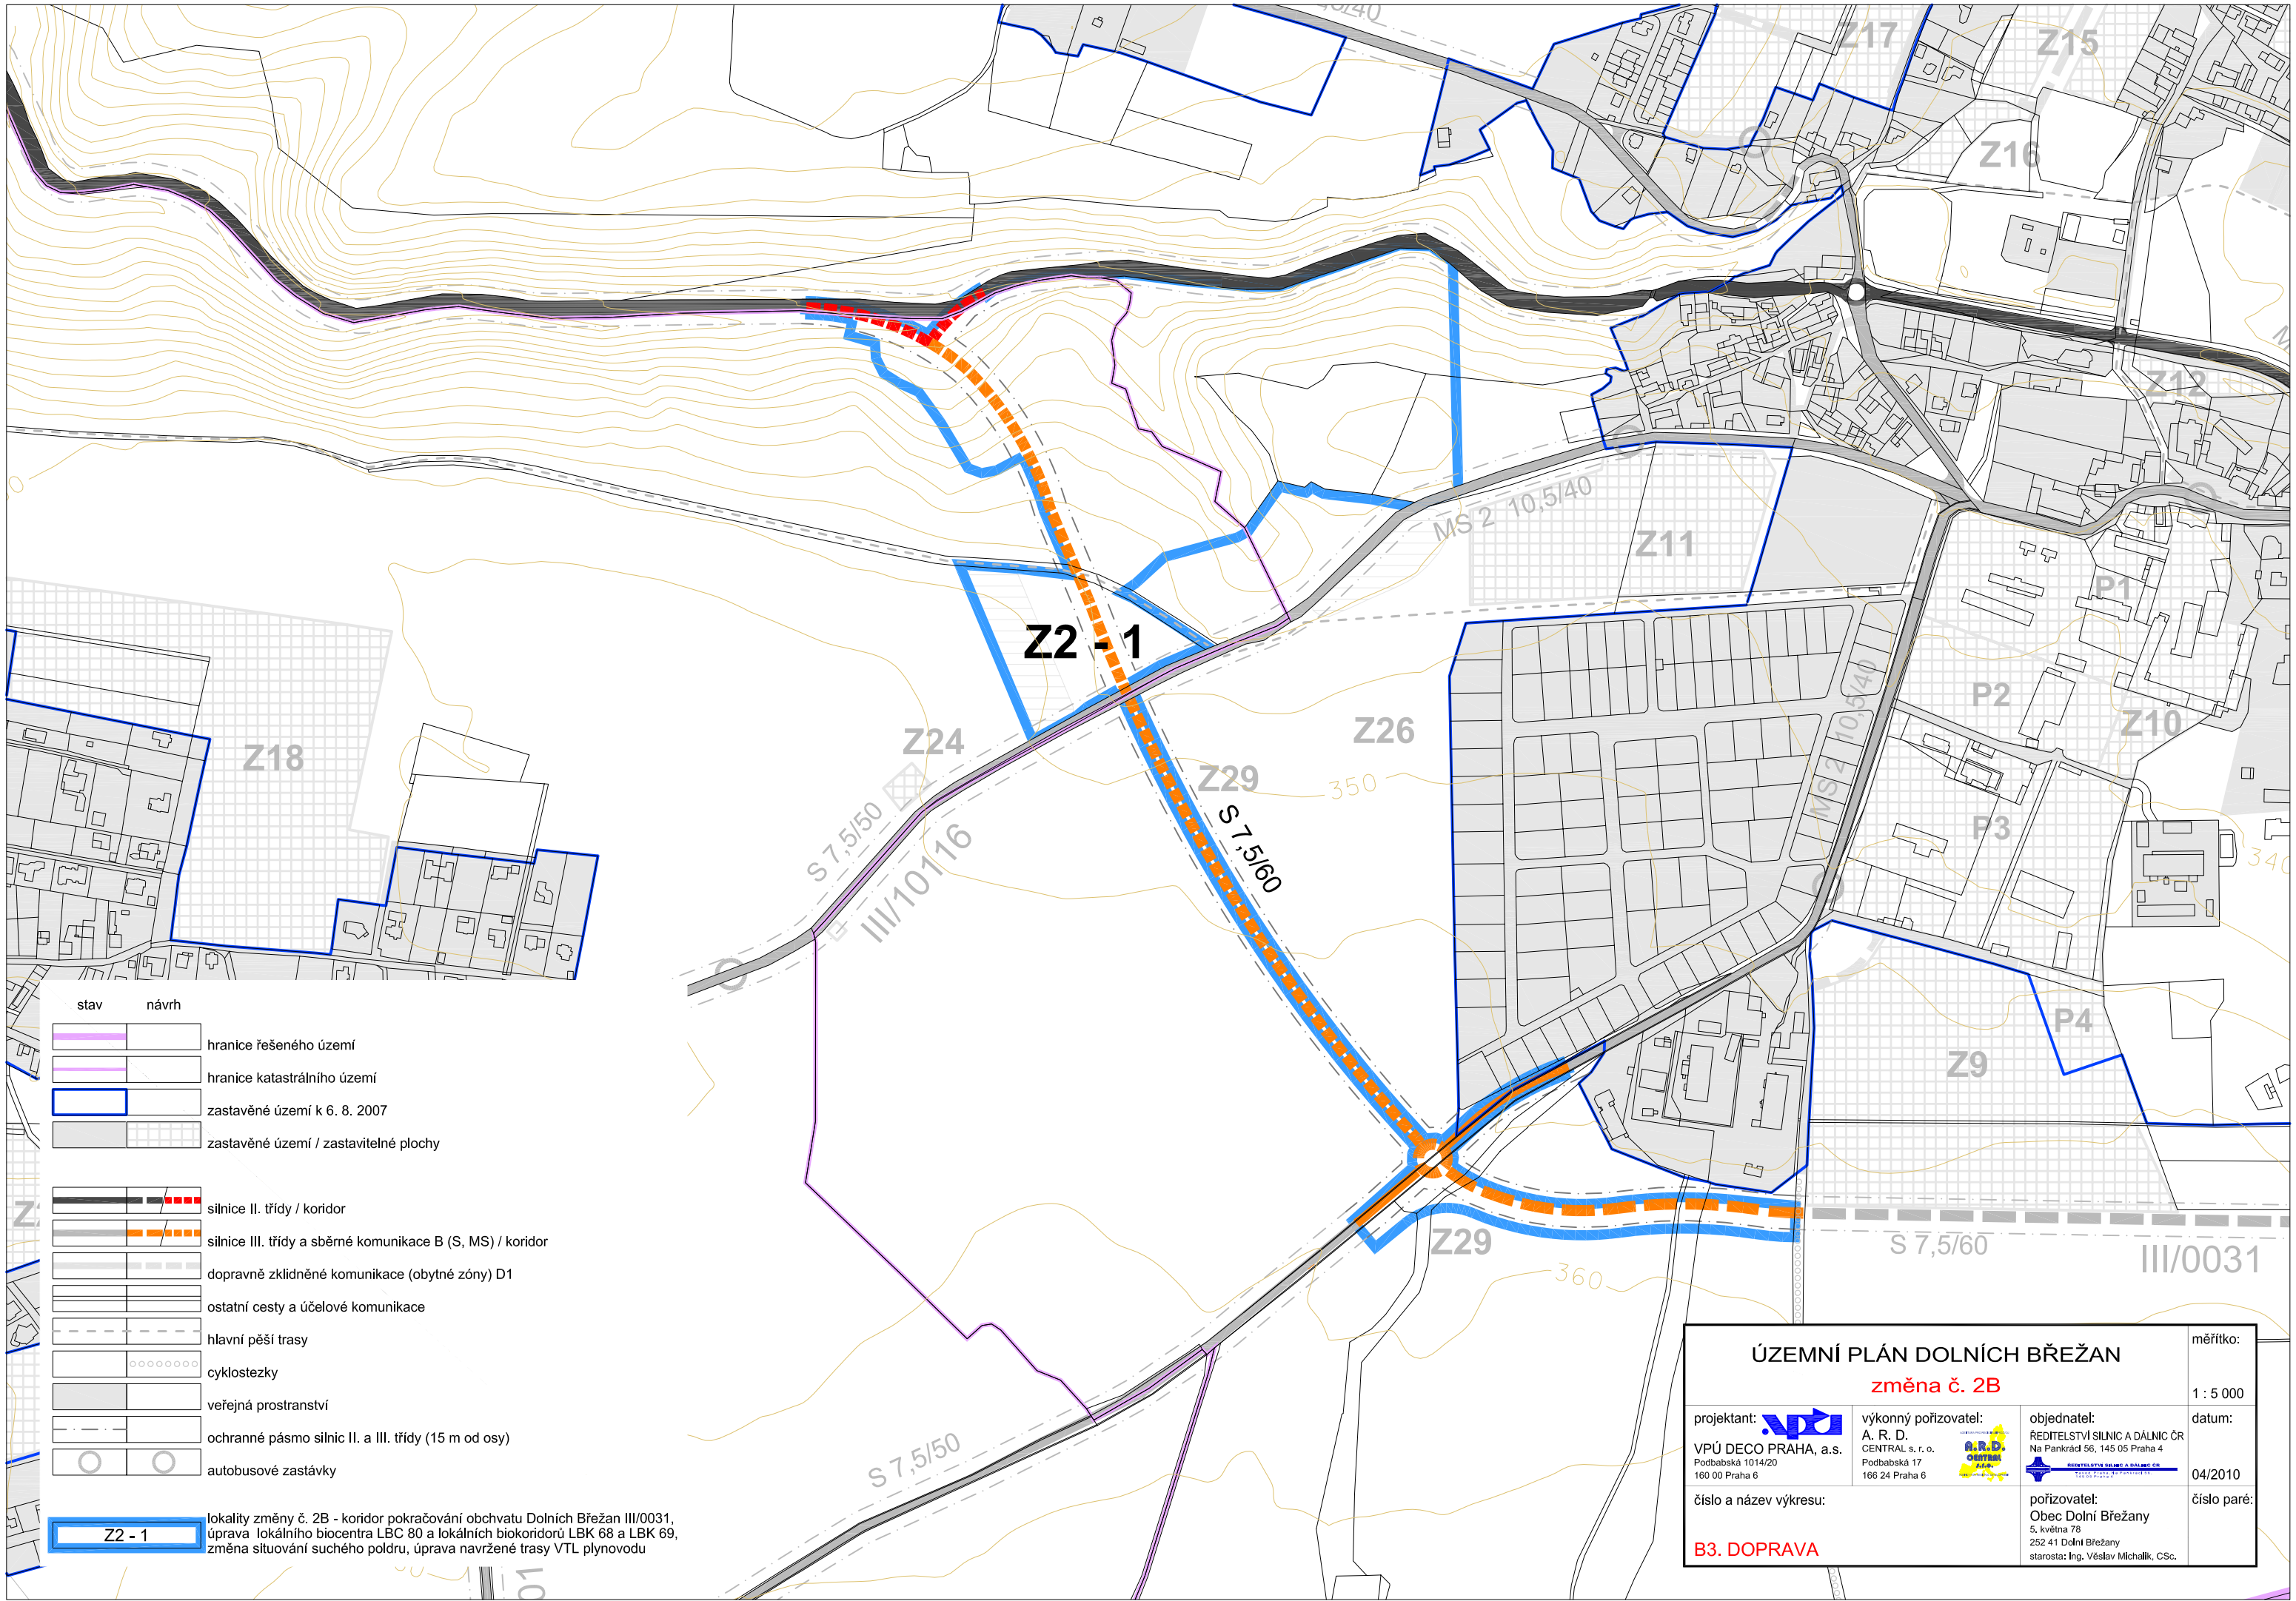 40/40
Z17
Z15
Z16
Z12
MS 2 10,5/40
Z11
P1
Z2 - 1
P2
Z10
MS 2 10,5/40
Z18
Z24
Z26
Z29
350
S 7,5/60
S 7,5/50
III/10116
P3
340
P4
Z9
Z29
S 7,5/60
III/0031
360
S 7,5/50
01
stav návrh
hranice řešeného území
hranice katastrálního území
zastavěné území k 6. 8. 2007
zastavěné území / zastavitelné plochy
silnice II. třídy / koridor
silnice III. třídy a sběrné komunikace B (S, MS) / koridor
dopravně zklidněné komunikace (obytné zóny) D1
ostatní cesty a účelové komunikace
hlavní pěší trasy
cyklostezky
veřejná prostranství
ochranné pásmo silnic II. a III. třídy (15 m od osy)
autobusové zastávky
Z2 - 1
lokality změny č. 2B - koridor pokračování obchvatu Dolních Břežan III/0031,
úprava lokálního biocentra LBC 80 a lokálních biokoridorů LBK 68 a LBK 69,
změna situování suchého poldru, úprava navržené trasy VTL plynovodu
ÚZEMNÍ PLÁN DOLNÍCH BŘEŽAN
změna č. 2B
měřítko:
1 : 5 000
projektant:
VPÚ DECO PRAHA, a.s.
Podbabská 1014/20
160 00 Praha 6
výkonný pořizovatel:
A. R. D.
CENTRAL s. r. o.
Podbabská 17
166 24 Praha 6
A.R.D.
CENTRAL
s.r.o.
objednatel:
ŘEDITELSTVÍ SILNIC A DÁLNIC ČR
Na Pankráci 56, 145 05 Praha 4
ŘEDITELSTVÍ SILNIC A DÁLNIC ČR
datum:
04/2010
číslo a název výkresu:
B3. DOPRAVA
pořizovatel:
Obec Dolní Břežany
5. května 78
252 41 Dolní Břežany
starosta: Ing. Věslav Michalik, CSc.
číslo paré: